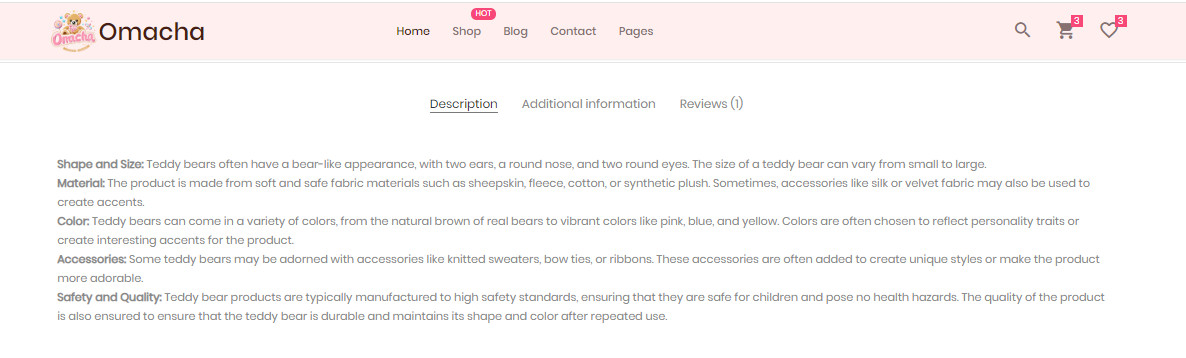 HOT
Omacha Omacha Home Shop Blog Contact Pages 3 3
Description Additional information Reviews (1)
Shape and Size: Teddy bears often have a bear-like appearance, with two ears, a round nose, and two round eyes. The size of a teddy bear can vary from small to large.
Material: The product is made from soft and safe fabric materials such as sheepskin, fleece, cotton, or synthetic plush. Sometimes, accessories like silk or velvet fabric may also be used to
create accents.
Color: Teddy bears can come in a variety of colors, from the natural brown of real bears to vibrant colors like pink, blue, and yellow. Colors are often chosen to reflect personality traits or
create interesting accents for the product.
Accessories: Some teddy bears may be adorned with accessories like knitted sweaters, bow ties, or ribbons. These accessories are often added to create unique styles or make the product
more adorable.
Safety and Quality: Teddy bear products are typically manufactured to high safety standards, ensuring that they are safe for children and pose no health hazards. The quality of the product
is also ensured to ensure that the teddy bear is durable and maintains its shape and color after repeated use.